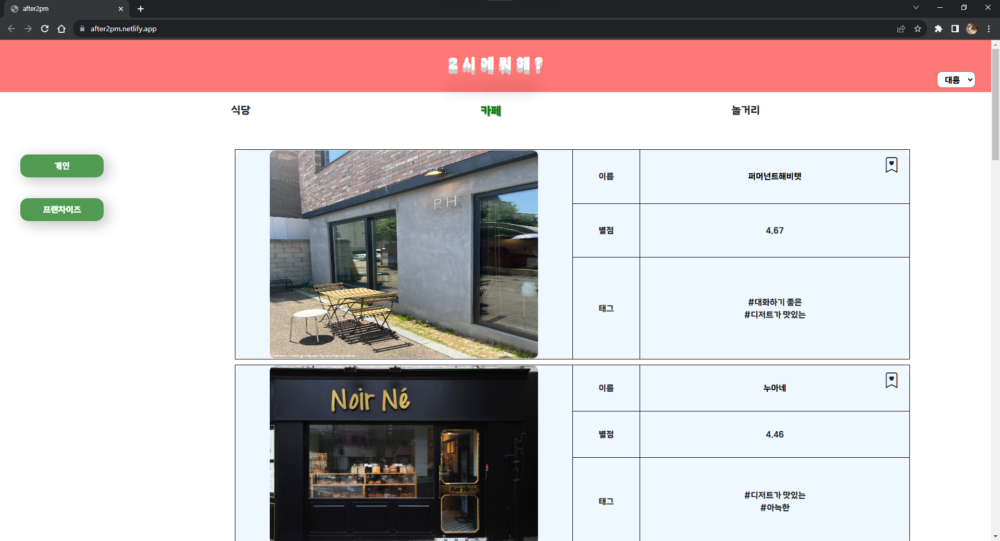 after2pm
after2pm.netlify.app
2시에뭐해?
대흥
식당
카페
놀거리
개인
프랜차이즈
PH
이름
퍼머넌트해비텟
별점
4.67
태그
#대화하기 좋은
#디저트가 맛있는
Noir Né
이름
누아네
별점
4.46
Noir Né
태그
#디저트가 맛있는
#아늑한